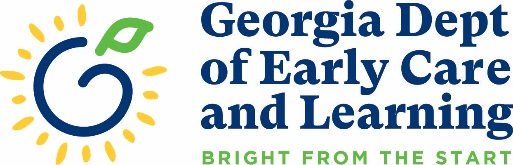 Georgia Dept
of Early Care
and Learning
BRIGHT FROM THE START